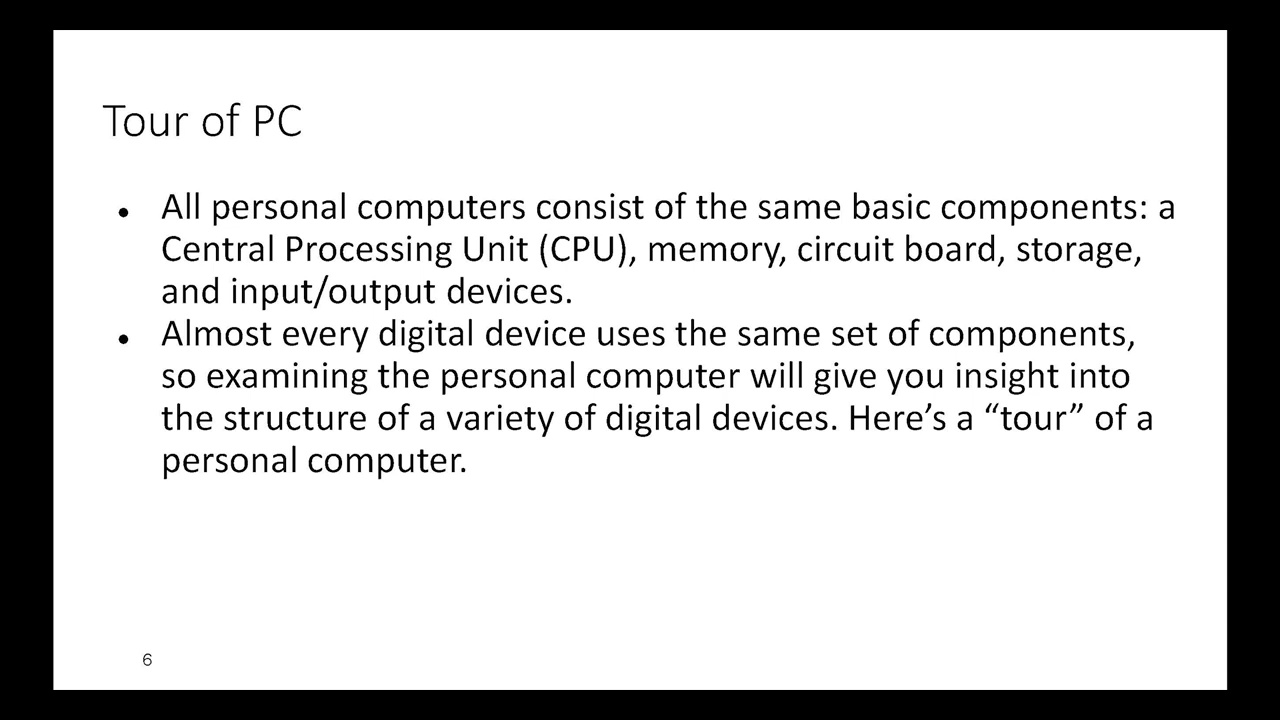 Tour of PC
● All personal computers consist of the same basic components: a
Central Processing Unit (CPU), memory, circuit board, storage,
and input/output devices.
● Almost every digital device uses the same set of components,
so examining the personal computer will give you insight into
the structure of a variety of digital devices. Here’s a “tour” of a
personal computer.
6